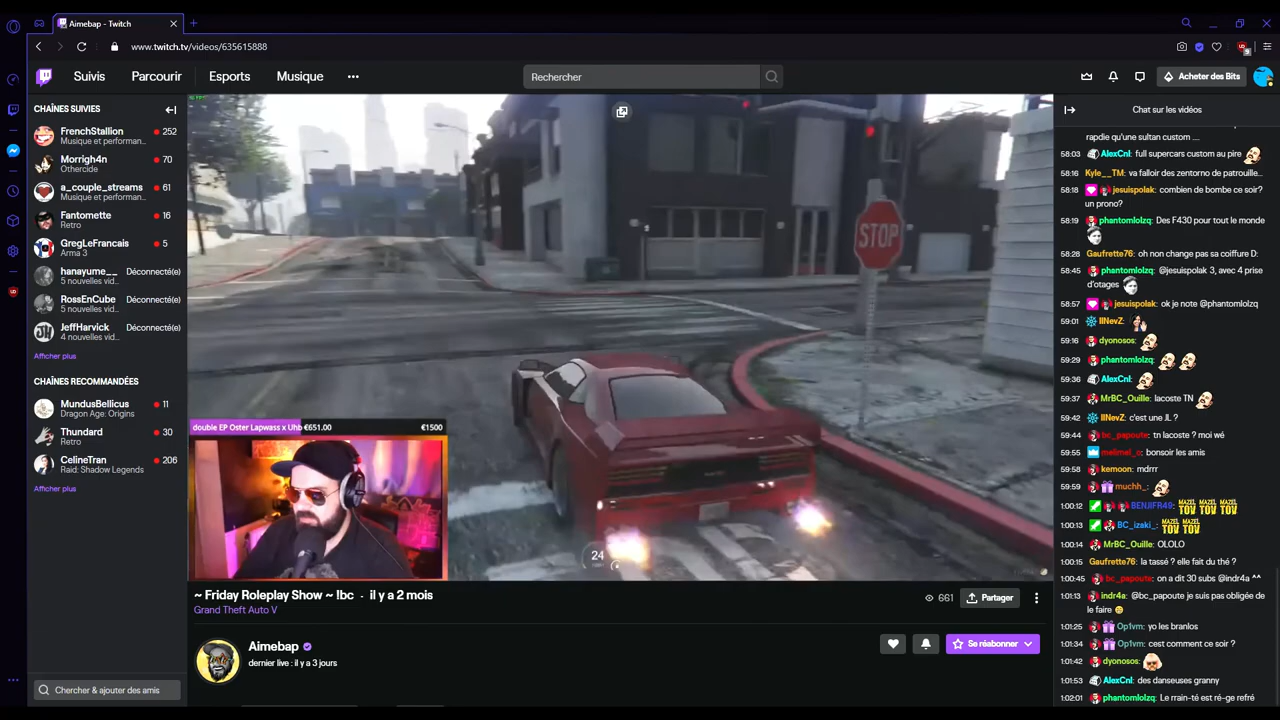 Aimebap - Twitch
www.twitch.tv/videos/635615888
Suivis
Parcourir
Esports
Musique
Rechercher
Acheter des Bits
CHAÎNES SUIVIES
FrenchStallion
252
Musique et performan...
Morrigh4n
70
Othercide
a_couple_streams
61
Musique et performan...
Fantomette
16
Retro
GregLeFrancais
5
Arma 3
hanayume__
Déconnecté(e)
5 nouvelles vid...
RossEnCube
Déconnecté(e)
5 nouvelles vid...
JeffHarvick
Déconnecté(e)
4 nouvelles vid...
Afficher plus
CHAÎNES RECOMMANDÉES
MundusBellicus
11
Dragon Age: Origins
Thundard
30
Retro
CelineTran
206
Raid: Shadow Legends
Afficher plus
Chercher & ajouter des amis
STOP
double EP Oster Lapwass x Uhb €651.00
€1500
24
~ Friday Roleplay Show ~ !bc - il y a 2 mois
Grand Theft Auto V
661
Partager
Aimebap
dernier live : il y a 3 jours
Se réabonner
Chat sur les vidéos
rapdie qu'une sultan custom ....
58:03 AlexCnl: full supercars custom au pire
58:16 Kyle__TM: va falloir des zentorno de patrouille...
58:18 jesuispolak: combien de bombe ce soir?
un prono?
58:19 phantomlolzq: Des F430 pour tout le monde
58:28 Gaufrette76: oh non change pas sa coiffure D:
58:45 phantomlolzq: @jesuispolak 3, avec 4 prise
d'otages
58:57 jesuispolak: ok je note @phantomlolzq
59:01 llNevZ:
59:16 dyonosos:
59:29 phantomlolzq:
59:36 AlexCnl:
59:37 MrBC_Ouille: lacoste TN
59:42 llNevZ: c'est une JL ?
59:44 bc_papoute: tn lacoste ? moi wé
59:55 melimel_c: bonsoir les amis
59:58 kemoon: mdrrr
59:59 muchh_:
1:00:12 BENJIFR49: MAZEL TOV MAZEL TOV MAZEL TOV
1:00:13 BC_izaki_: MAZEL TOV MAZEL TOV
1:00:14 MrBC_Ouille: OLOLO
1:00:15 Gaufrette76: la tassé ? elle fait du thé ?
1:00:45 bc_papoute: on a dit 30 subs @indr4a ^^
1:01:13 indr4a: @bc_papoute je suis pas obligée
de le faire
1:01:25 Op1vm: yo les branlos
1:01:34 Op1vm: cest comment ce soir ?
1:01:42 dyonosos:
1:01:53 AlexCnl: des danseuses granny
1:02:01 phantomlolzq: Le rrain-té est ré-ge refré